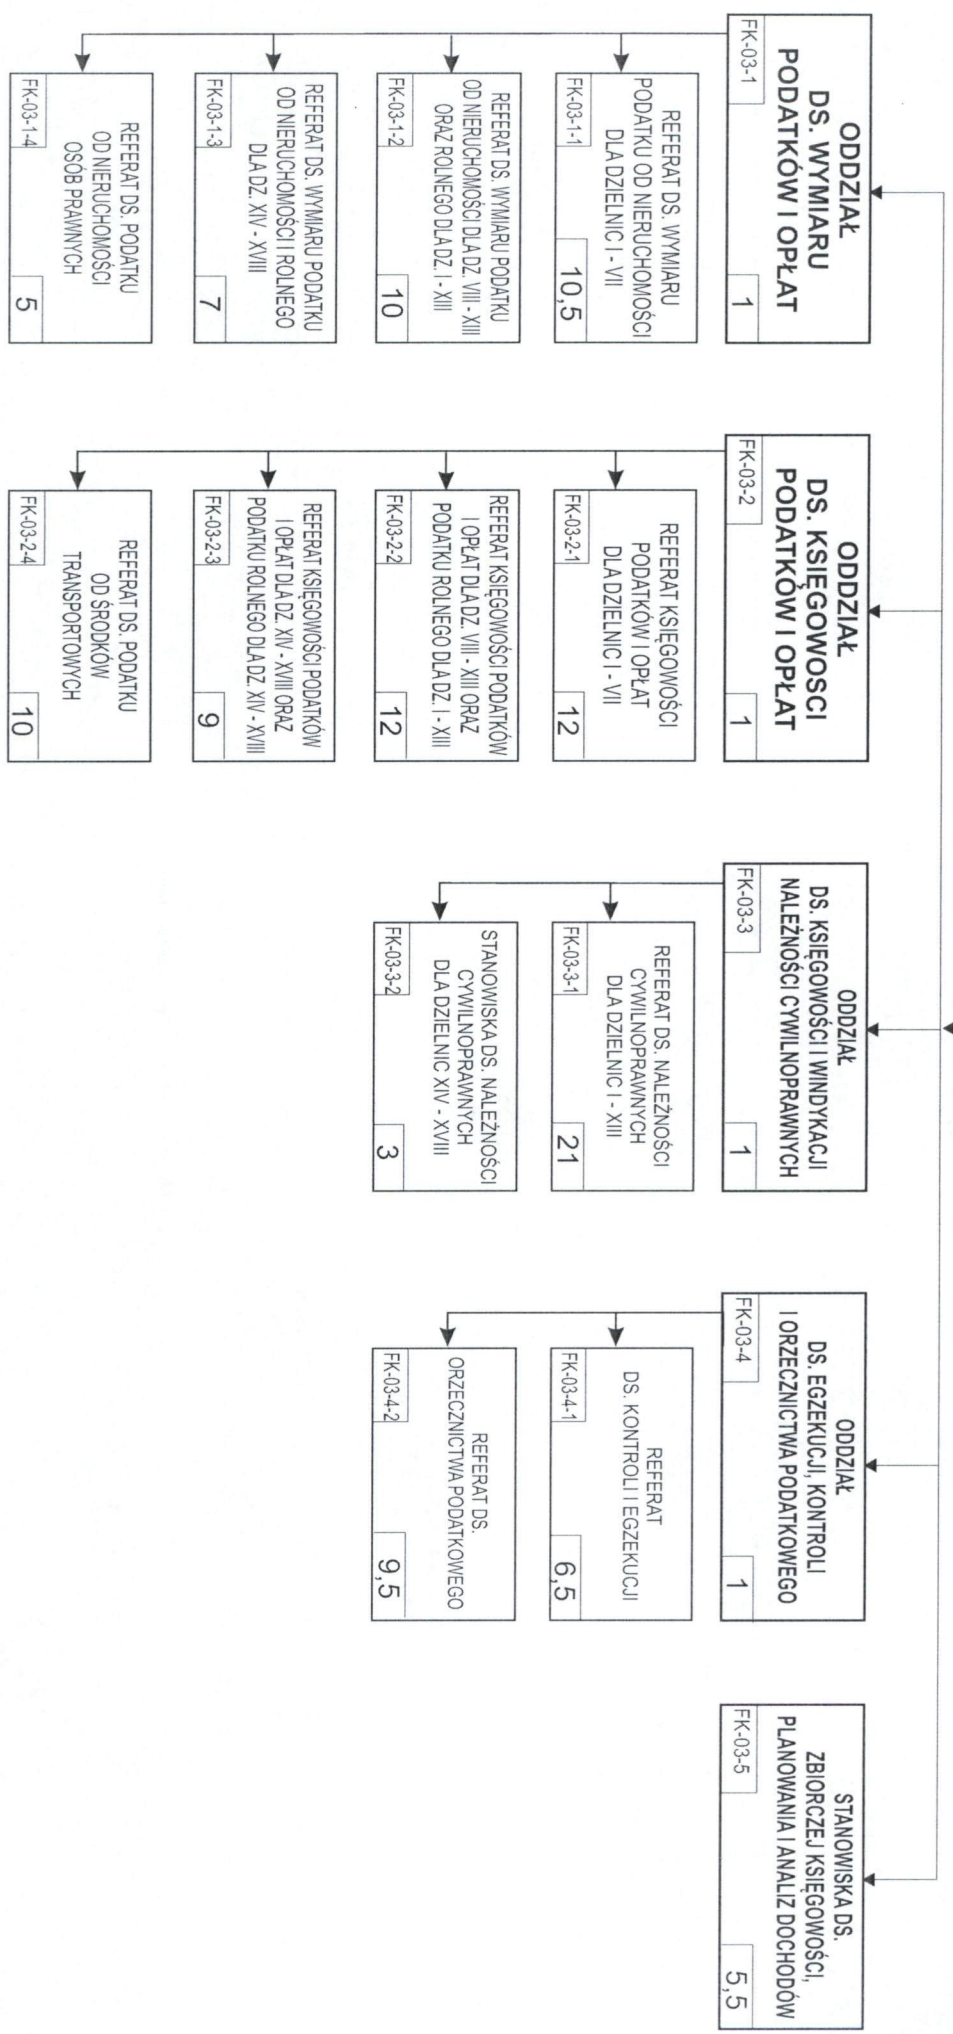 ODDZIAŁ
DS. WYMIARU
PODATKÓW I OPŁAT
FK-03-1
1
REFERAT DS. WYMIARU
PODATKU OD NIERUCHOMOŚCI
DLA DZIELNIC I - VII
FK-03-1-1
10,5
REFERAT DS. WYMIARU PODATKU
OD NIERUCHOMOŚCI DLA DZ. VIII - XIII
ORAZ ROLNEGO DLA DZ. I - XIII
FK-03-1-2
10
REFERAT DS. WYMIARU PODATKU
OD NIERUCHOMOŚCI I ROLNEGO
DLA DZ. XIV - XVIII
FK-03-1-3
7
REFERAT DS. PODATKU
OD NIERUCHOMOŚCI
OSÓB PRAWNYCH
FK-03-1-4
5
ODDZIAŁ
DS. KSIĘGOWOSCI
PODATKÓW I OPŁAT
FK-03-2
1
REFERAT KSIĘGOWOŚCI
PODATKÓW I OPŁAT
DLA DZIELNIC I - VII
FK-03-2-1
12
REFERAT KSIĘGOWOŚCI PODATKÓW
I OPŁAT DLA DZ. VIII - XIII ORAZ
PODATKU ROLNEGO DLA DZ. I - XIII
FK-03-2-2
12
REFERAT KSIĘGOWOŚCI PODATKÓW
I OPŁAT DLA DZ. XIV - XVIII ORAZ
PODATKU ROLNEGO DLA DZ. XIV - XVIII
FK-03-2-3
9
REFERAT DS. PODATKU
OD ŚRODKÓW
TRANSPORTOWYCH
FK-03-2-4
10
ODDZIAŁ
DS. KSIĘGOWOŚCI I WINDYKACJI
NALEŻNOŚCI CYWILNOPRAWNYCH
FK-03-3
1
REFERAT DS. NALEŻNOŚCI
CYWILNOPRAWNYCH
DLA DZIELNIC I - XIII
FK-03-3-1
21
STANOWISKA DS. NALEŻNOŚCI
CYWILNOPRAWNYCH
DLA DZIELNIC XIV - XVIII
FK-03-3-2
3
ODDZIAŁ
DS. EGZEKUCJI, KONTROLI
I ORZECZNICTWA PODATKOWEGO
FK-03-4
1
REFERAT
DS. KONTROLI I EGZEKUCJI
FK-03-4-1
6,5
REFERAT DS.
ORZECZNICTWA PODATKOWEGO
FK-03-4-2
9,5
STANOWISKA DS.
ZBIORCZEJ KSIĘGOWOŚCI,
PLANOWANIA I ANALIZ DOCHODÓW
FK-03-5
5,5